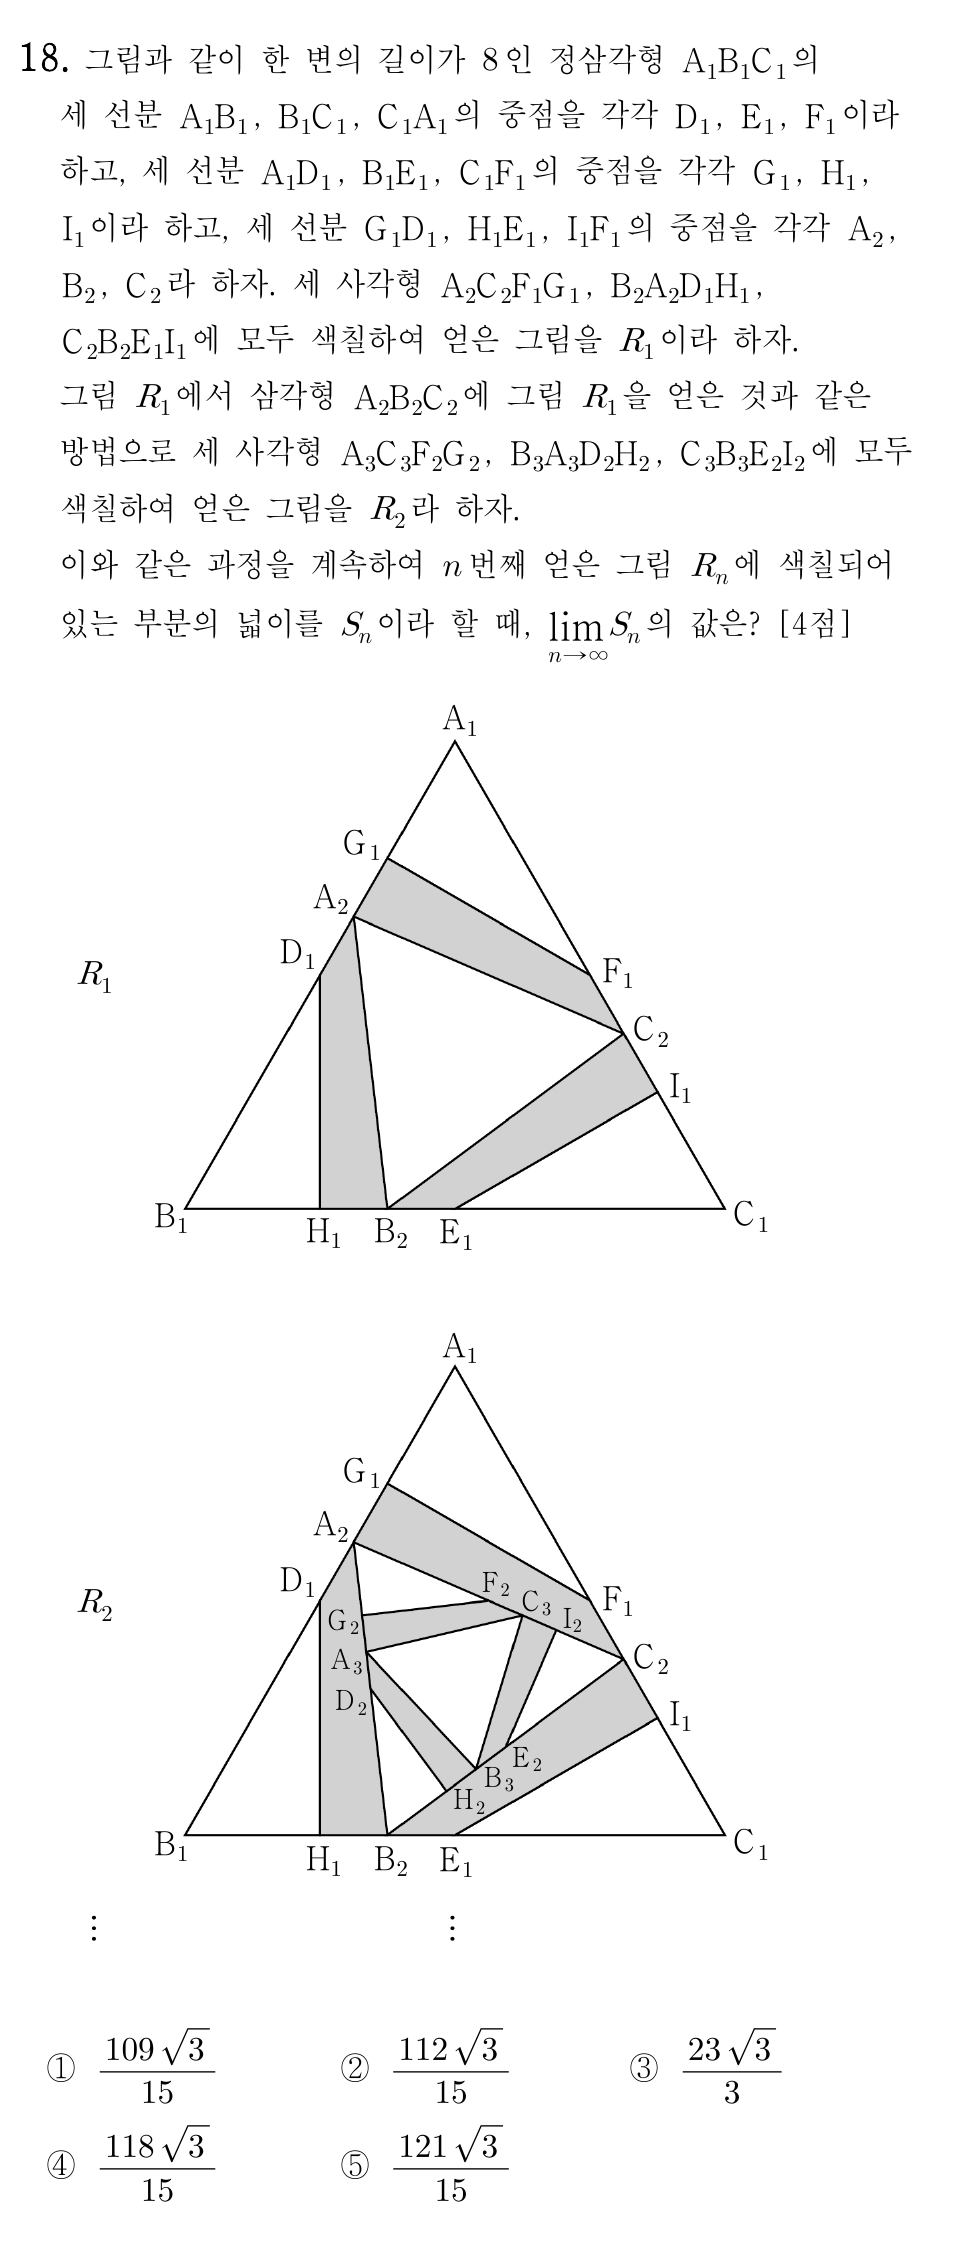 18. 그림과 같이 한 변의 길이가 8인 정삼각형 A₁B₁C₁의
세 선분 A₁B₁, B₁C₁, C₁A₁의 중점을 각각 D₁, E₁, F₁이라
하고, 세 선분 A₁D₁, B₁E₁, C₁F₁의 중점을 각각 G₁, H₁,
I₁이라 하고, 세 선분 G₁D₁, H₁E₁, I₁F₁의 중점을 각각 A₂,
B₂, C₂라 하자. 세 사각형 A₂C₂F₁G₁, B₂A₂D₁H₁,
C₂B₂E₁I₁에 모두 색칠하여 얻은 그림을 R₁이라 하자.
그림 R₁에서 삼각형 A₂B₂C₂에 그림 R₁을 얻은 것과 같은
방법으로 세 사각형 A₃C₃F₂G₂, B₃A₃D₂H₂, C₃B₃E₂I₂에 모두
색칠하여 얻은 그림을 R₂라 하자.
이와 같은 과정을 계속하여 n번째 얻은 그림 Rₙ에 색칠되어
있는 부분의 넓이를 Sₙ이라 할 때, lim Sₙ의 값은? [4점]
n→∞
A₁
G₁
A₂
D₁
R₁
F₁
C₂
I₁
B₁
H₁ B₂ E₁
C₁
A₁
G₁
A₂
D₁
F₂ C₃ I₂
F₁
R₂
G₂
A₃
C₂
D₂
I₁
E₂
B₃
H₂
B₁
H₁ B₂ E₁
C₁
⋮ ⋮
① 109√3/15 ② 112√3/15 ③ 23√3/3
④ 118√3/15 ⑤ 121√3/15